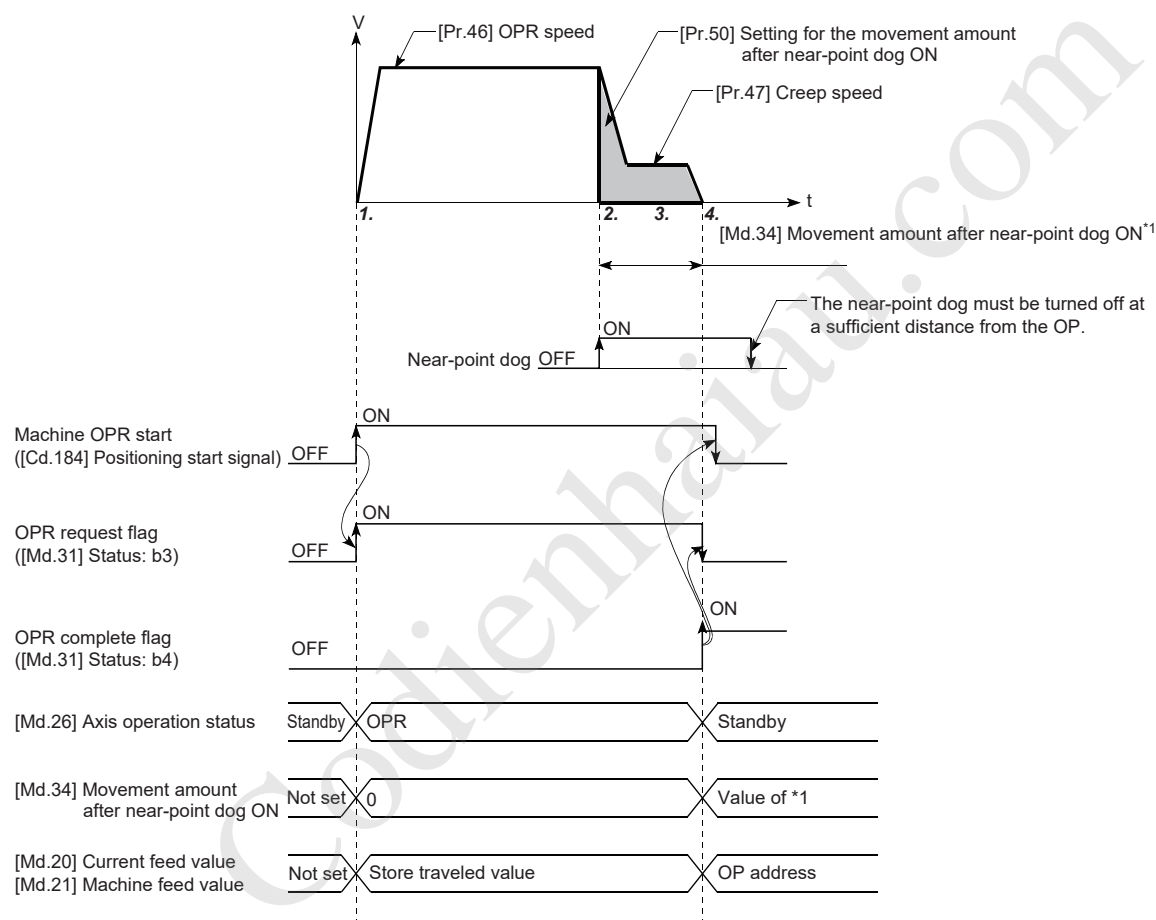 V
[Pr.46] OPR speed
[Pr.50] Setting for the movement amount
after near-point dog ON
[Pr.47] Creep speed
t
1.
2.
3.
4.
[Md.34] Movement amount after near-point dog ON*1
The near-point dog must be turned off at
a sufficient distance from the OP.
ON
Near-point dog OFF
ON
Machine OPR start
([Cd.184] Positioning start signal) OFF
ON
OPR request flag
([Md.31] Status: b3) OFF
ON
OPR complete flag
([Md.31] Status: b4) OFF
[Md.26] Axis operation status Standby OPR Standby
[Md.34] Movement amount
after near-point dog ON Not set 0 Value of *1
[Md.20] Current feed value
[Md.21] Machine feed value Not set Store traveled value OP address
Codienhaiau.com